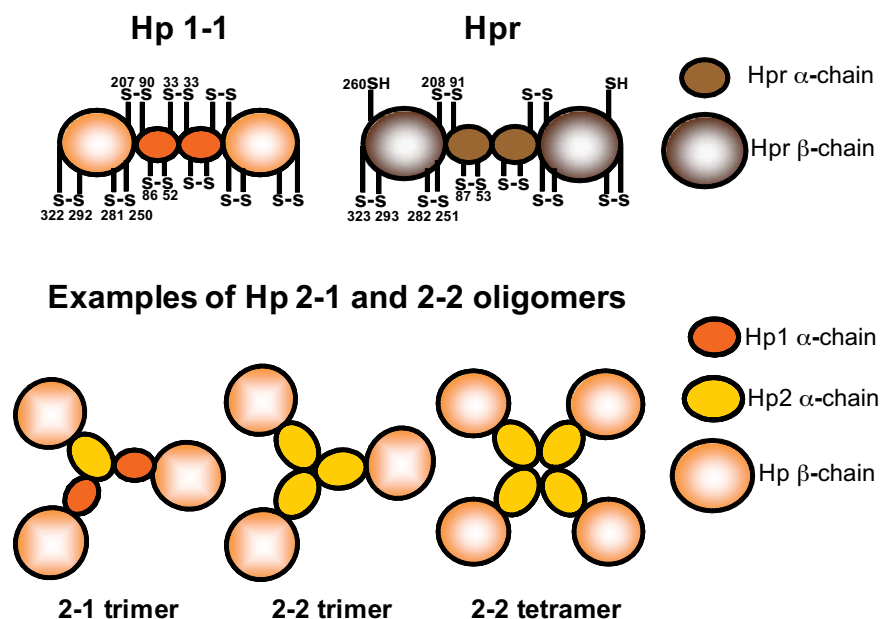 Hp 1-1
Hpr
207 90 33 33
S-S S-S S-S
260 SH 208 91 SH
S-S S-S
Hpr α-chain
Hpr β-chain
S-S S-S
86 52
S-S S-S S-S S-S
322 292 281 250
S-S S-S
87 53
S-S S-S S-S S-S
323 293 282 251
Examples of Hp 2-1 and 2-2 oligomers
Hp1 α-chain
Hp2 α-chain
Hp β-chain
2-1 trimer
2-2 trimer
2-2 tetramer